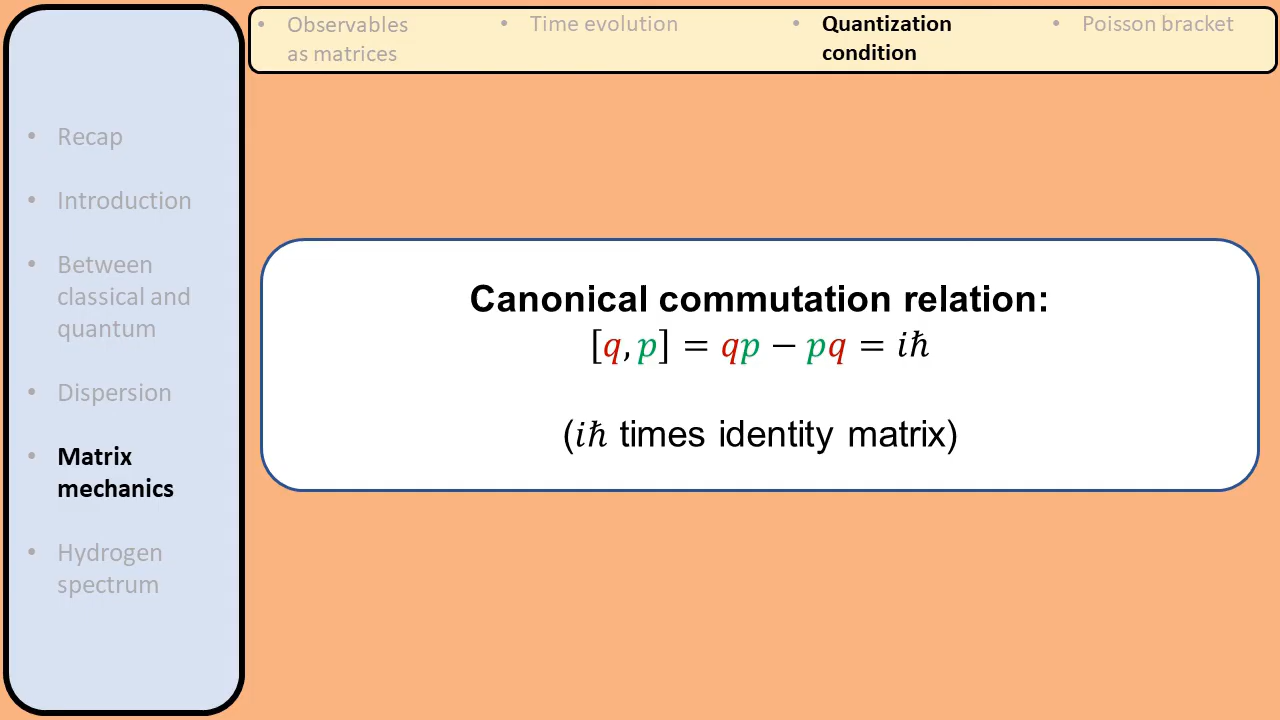 • Observables
as matrices
• Time evolution
• Quantization
condition
• Poisson bracket
• Recap
• Introduction
• Between
classical and
quantum
• Dispersion
• Matrix
mechanics
• Hydrogen
spectrum
Canonical commutation relation:
[q, p] = qp − pq = iℏ
(iℏ times identity matrix)